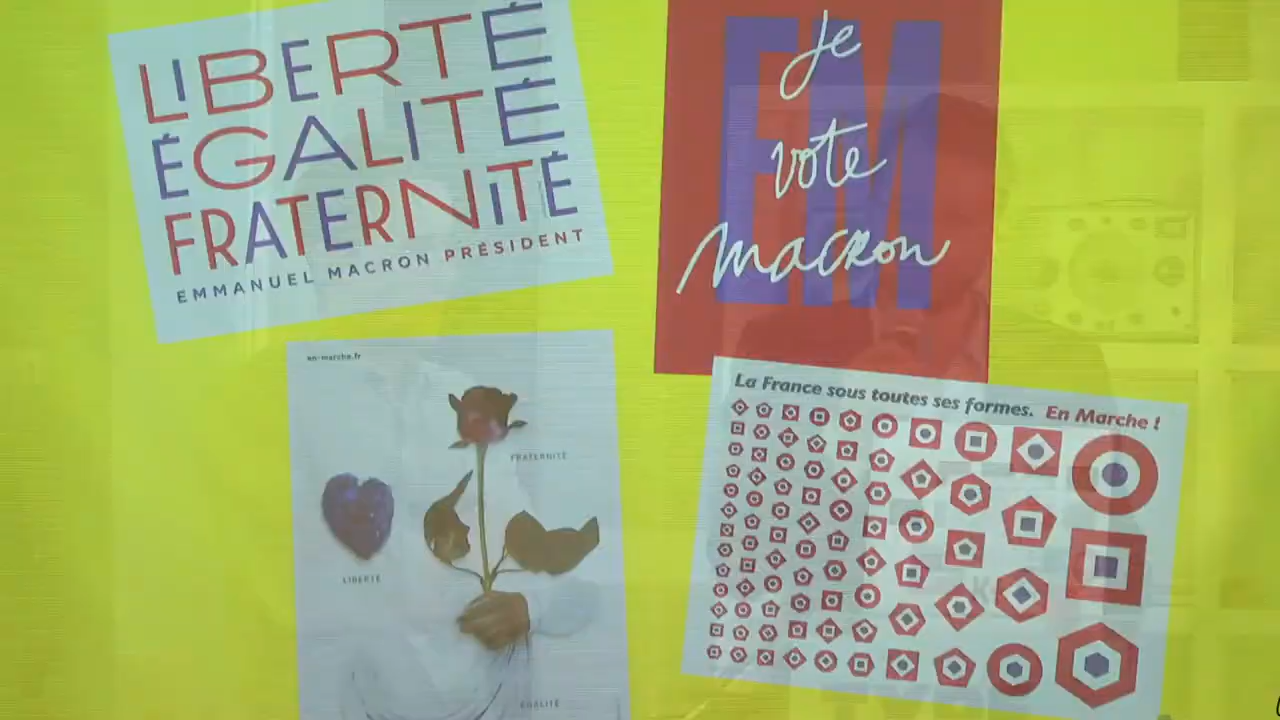 LIBERTÉ
ÉGALITÉ
FRATERNITÉ
EMMANUEL MACRON PRÉSIDENT
EM
je
vote
macron
en-marche.fr
FRATERNITÉ
LIBERTÉ
ÉGALITÉ
La France sous toutes ses formes. En Marche !